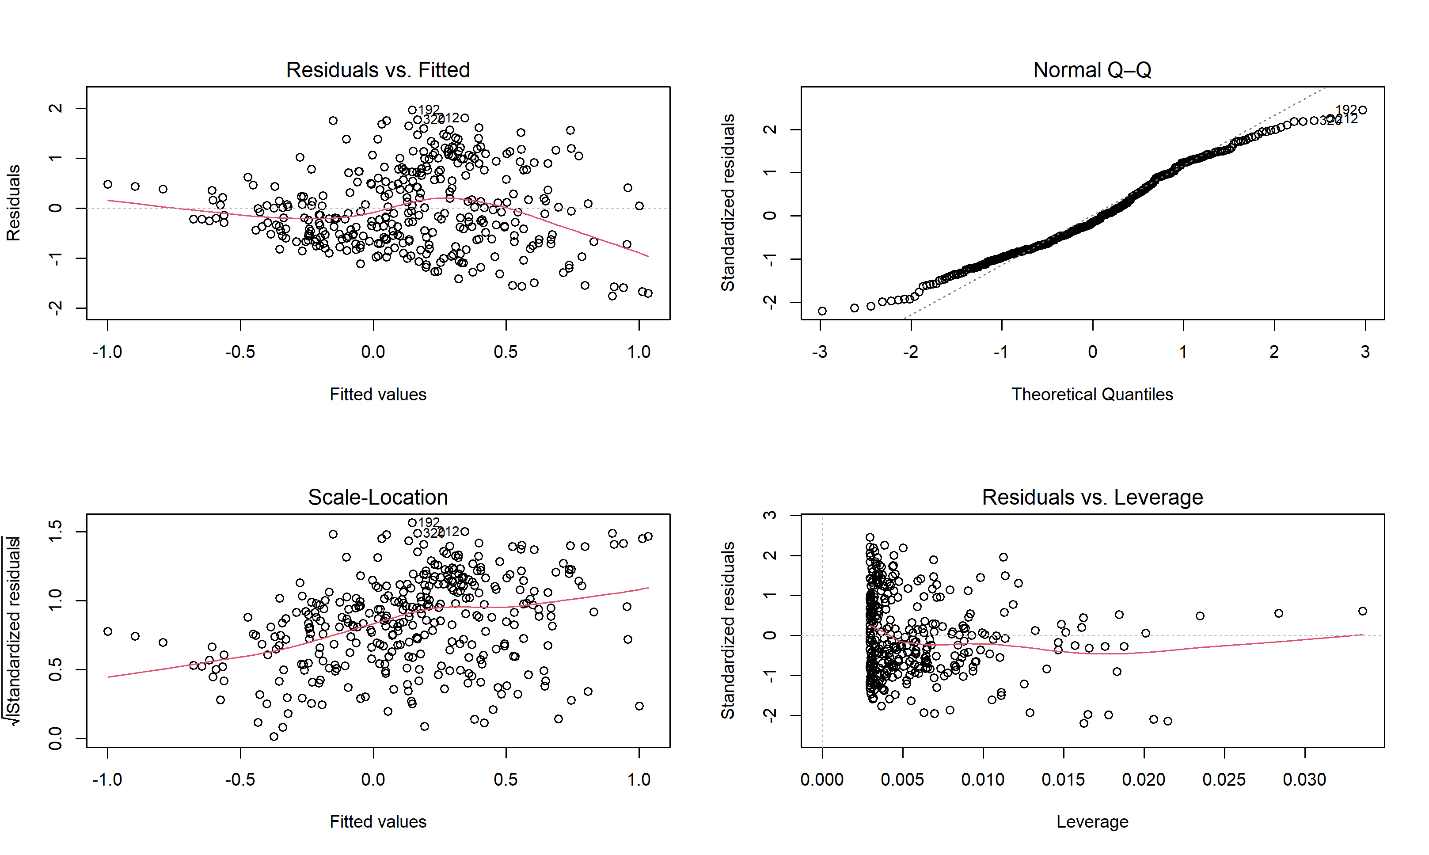 Residuals vs. Fitted
Residuals
2
1
0
-1
-2
192
320
212
-1.0 -0.5 0.0 0.5 1.0
Fitted values
Normal Q–Q
Standardized residuals
2
1
0
-1
-2
192
320
212
-3 -2 -1 0 1 2 3
Theoretical Quantiles
Scale-Location
√|Standardized residuals|
1.5
1.0
0.5
0.0
192
320
212
-1.0 -0.5 0.0 0.5 1.0
Fitted values
Residuals vs. Leverage
Standardized residuals
3
2
1
0
-1
-2
0.000 0.005 0.010 0.015 0.020 0.025 0.030
Leverage